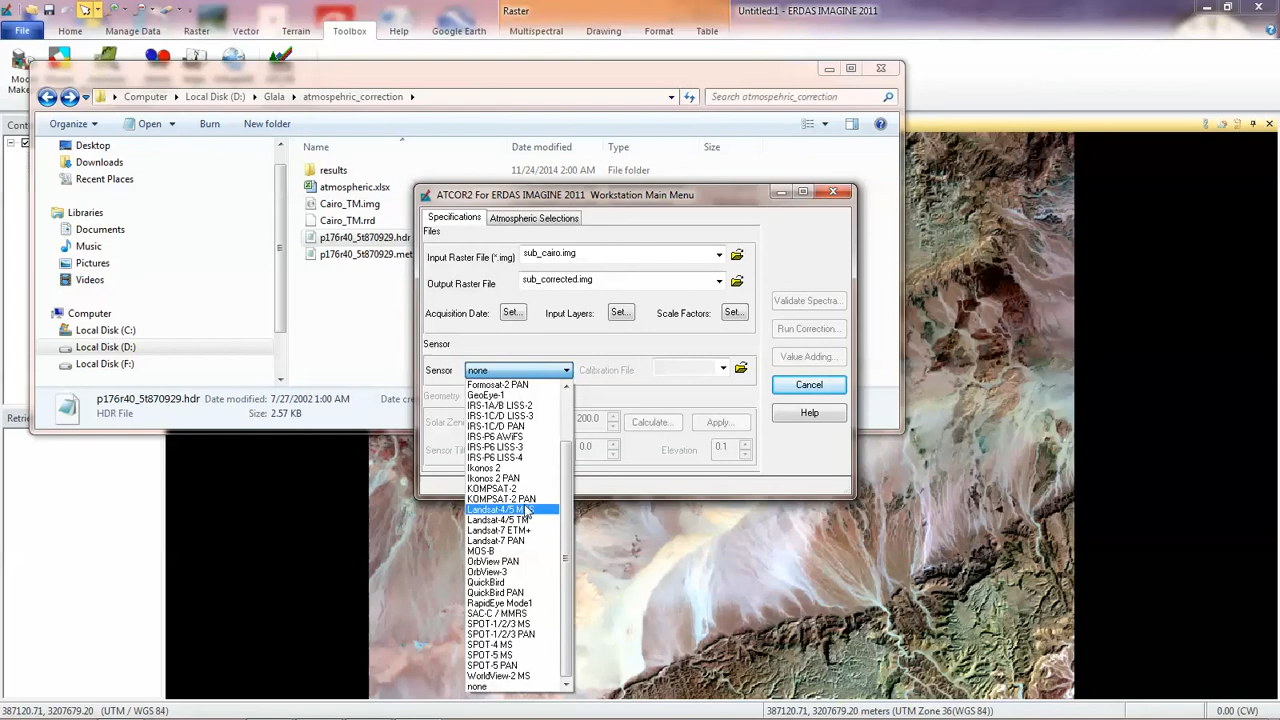 Raster
Untitled:1 - ERDAS IMAGINE 2011
File Home Manage Data Raster Vector Terrain Toolbox Help Google Earth Multispectral Drawing Format Table
Computer Local Disk (D:) Glala atmospehric_correction
Search atmospehric_correction
Organize Open Burn New folder
Name Date modified Type Size
Desktop
Downloads
Recent Places
Libraries
Documents
Music
Pictures
Videos
Computer
Local Disk (C:)
Local Disk (D:)
Local Disk (F:)
results 11/24/2014 2:00 AM File folder
atmospheric.xlsx
Cairo_TM.img
Cairo_TM.rrd
p176r40_5t870929.hdr
p176r40_5t870929.met
p176r40_5t870929.hdr Date modified: 7/27/2002 1:00 AM
HDR File Size: 2.57 KB
ATCOR2 For ERDAS IMAGINE 2011 Workstation Main Menu
Specifications Atmospheric Selections
Files
Input Raster File (*.img) sub_cairo.img
Output Raster File sub_corrected.img
Acquisition Date: Set... Input Layers: Set... Scale Factors: Set...
Sensor
Sensor none Calibration File
Geometry
200.0 Calculate... Apply...
0.0 Elevation 0.1
Validate Spectra...
Run Correction...
Value Adding...
Cancel
Help
Formosat-2 PAN
GeoEye-1
IRS-1A/B LISS-2
IRS-1C/D LISS-3
IRS-1C/D PAN
IRS-P6 AWiFS
IRS-P6 LISS-3
IRS-P6 LISS-4
Ikonos 2
Ikonos 2 PAN
KOMPSAT-2
KOMPSAT-2 PAN
Landsat-4/5 MSS
Landsat-4/5 TM
Landsat-7 ETM+
Landsat-7 PAN
MOS-B
OrbView PAN
OrbView-3
QuickBird
QuickBird PAN
RapidEye Mode1
SAC-C / MMRS
SPOT-1/2/3 MS
SPOT-1/2/3 PAN
SPOT-4 MS
SPOT-5 MS
SPOT-5 PAN
WorldView-2 MS
none
387120.71, 3207679.20 (UTM / WGS 84)
387120.71, 3207679.20 meters (UTM Zone 36(WGS 84)
0.00 (CW)